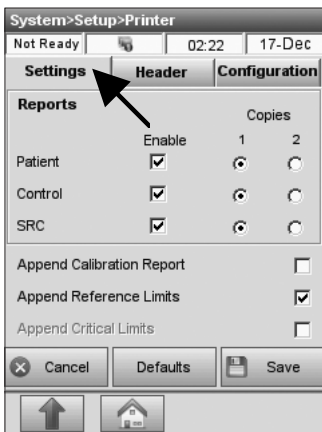 System>Setup>Printer
Not Ready 02:22 17-Dec
Settings Header Configuration
Reports Copies
Enable 1 2
Patient
Control
SRC
Append Calibration Report
Append Reference Limits
Append Critical Limits
Cancel Defaults Save